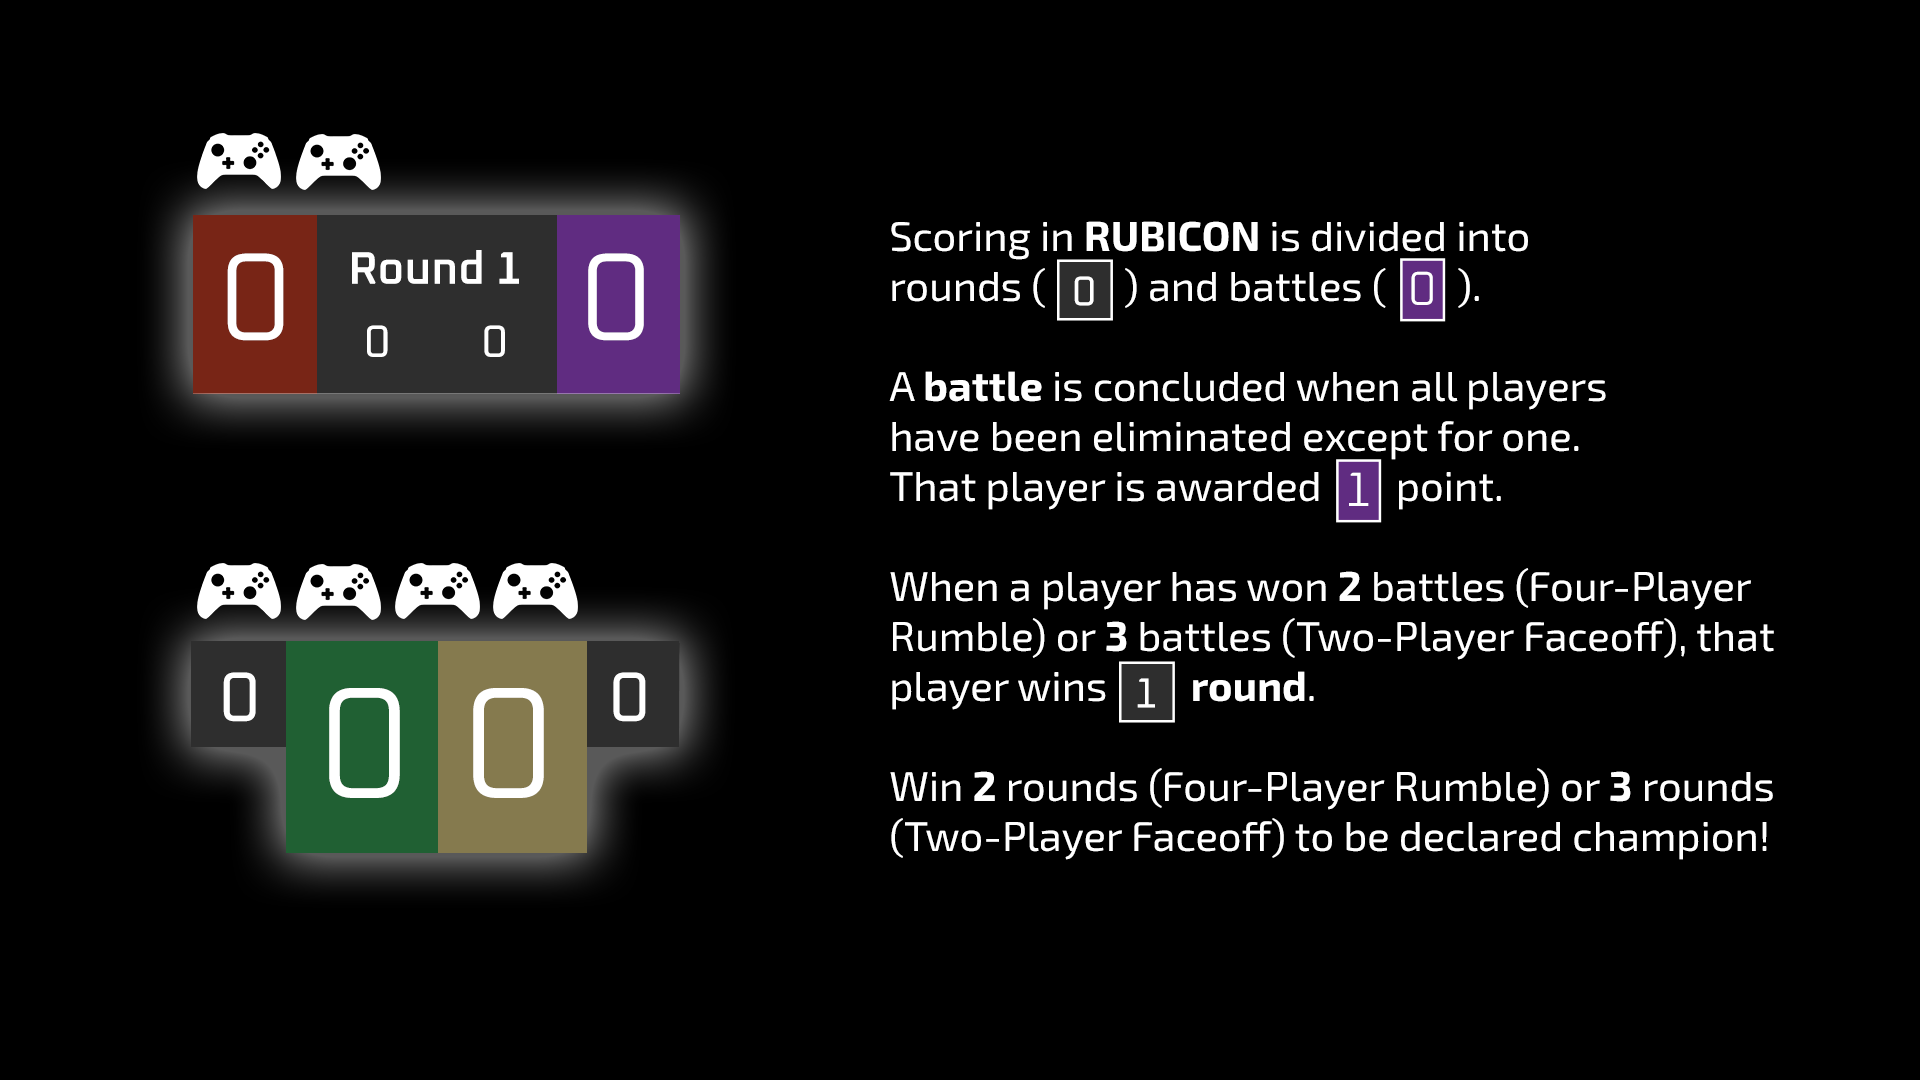 0
Round 1
0 0
0
0
0
0
0
Scoring in RUBICON is divided into
rounds ( 0 ) and battles ( 0 ).
A battle is concluded when all players
have been eliminated except for one.
That player is awarded 1 point.
When a player has won 2 battles (Four-Player
Rumble) or 3 battles (Two-Player Faceoff), that
player wins 1 round.
Win 2 rounds (Four-Player Rumble) or 3 rounds
(Two-Player Faceoff) to be declared champion!